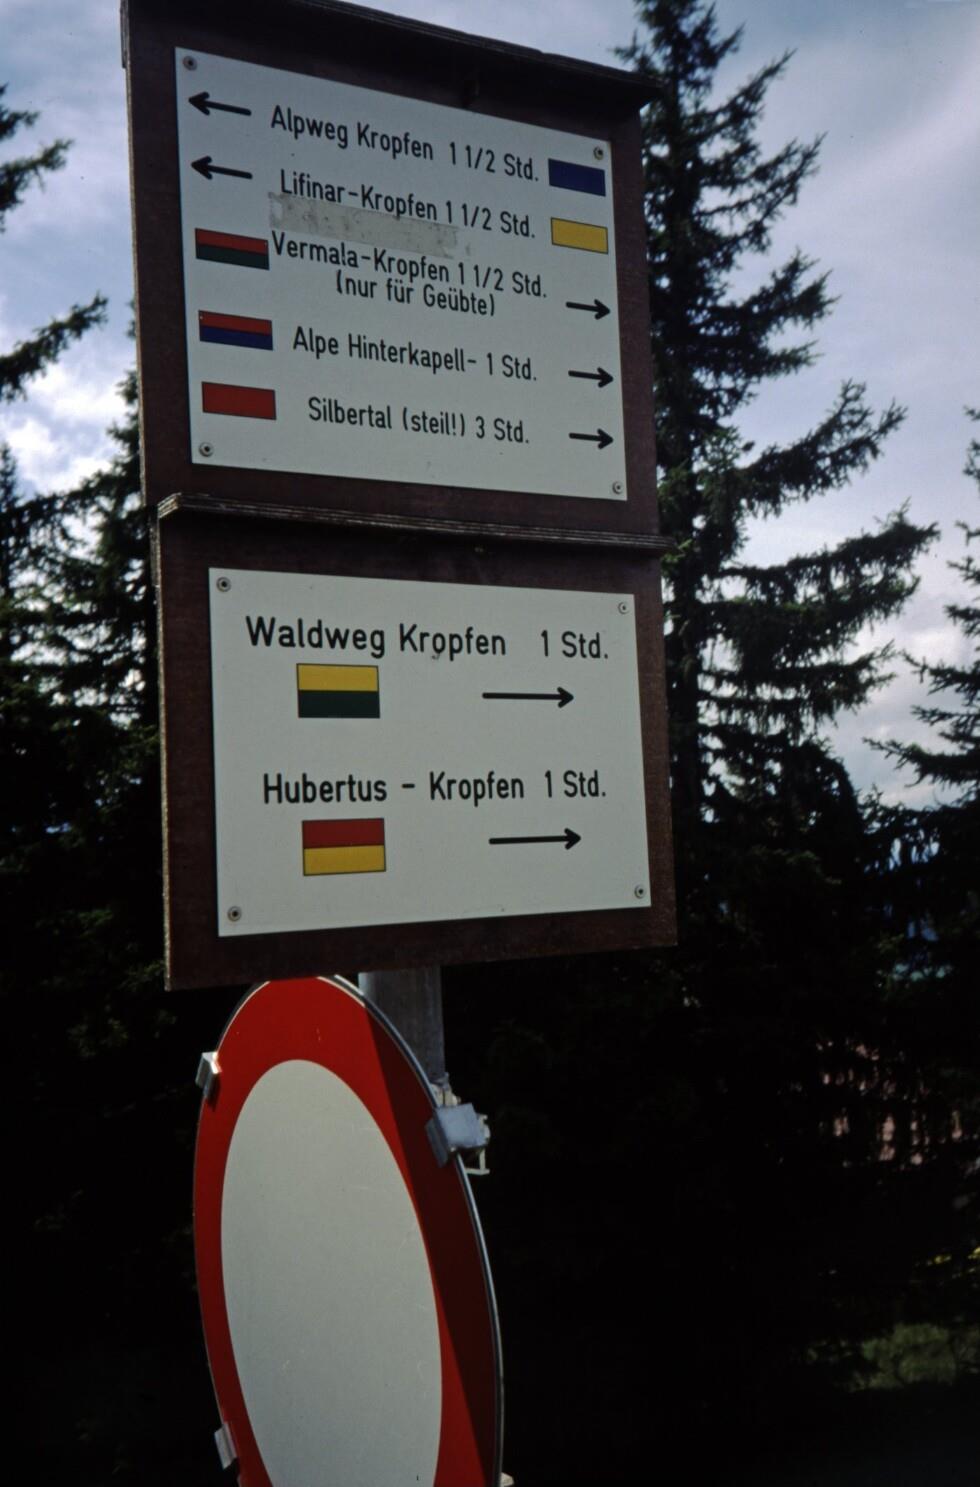 Alpweg Kropfen 1 1/2 Std.
Lifinar-Kropfen 1 1/2 Std.
Vermala-Kropfen 1 1/2 Std.
(nur für Geübte)
Alpe Hinterkapell- 1 Std.
Silbertal (steil!) 3 Std.
Waldweg Kropfen 1 Std.
Hubertus - Kropfen 1 Std.